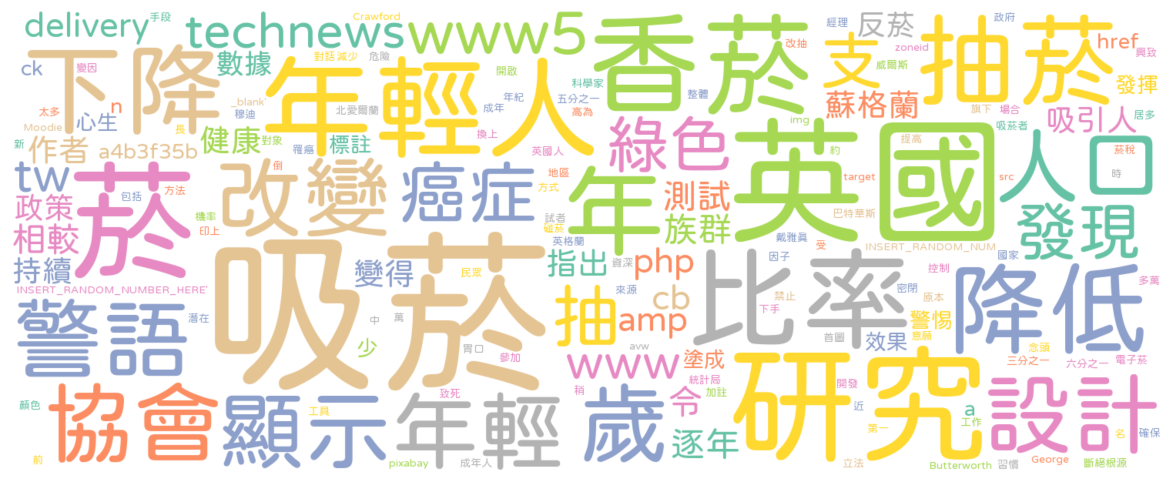 delivery
手段
technews
Crawford
www5
香菸
支
經理
反菸
政府
zoneid
抽菸
href
興致
ck
變因
下降
數據
對話
減少
危險
年輕人
開啟
科學家
改抽
威爾斯
發揮
太多
n
_blank
穆迪
北愛爾蘭
成年
年紀
五分之一
高為
整體
蘇格蘭
旗下
場合
吸引人
居多
Moodie
心生
長
健康
對象
標註
罹癌
換上
英國人
img
綠色
吸菸者
提高
新
作者
a4b3f35b
倒
地區
方式
約
英國
人口
菸稅
時
tw
菸
包括
方法
改變
癌症
年
測試
target
src
政策
機率
印上
試者
磁菸
族群
巴特華斯
發現
相較
英格蘭
戴雅眞
受
INSERT_RANDOM_NUM
持續
變得
民眾
指出
資深
php
因子
國家
INSERT_RANDOM_NUMBER_HERE'
吸菸
來源
cb
比率
控制
密閉
原本
降低
多萬
警語
潛在
中
萬
抽
amp
禁止
下手
警惕
少
胃口
參加
avw
首圖
效果
意願
念頭
www
塗成
三分之一
六分之一
電子菸
協會
顏色
致死
統計局
研究
開發
設計
顯示
工具
年輕
稍
歲
令
加註
近
a
工作
名
確保
逐年
第一
前
pixabay
成年人
立法
Butterworth
習慣
George
斷絕根源